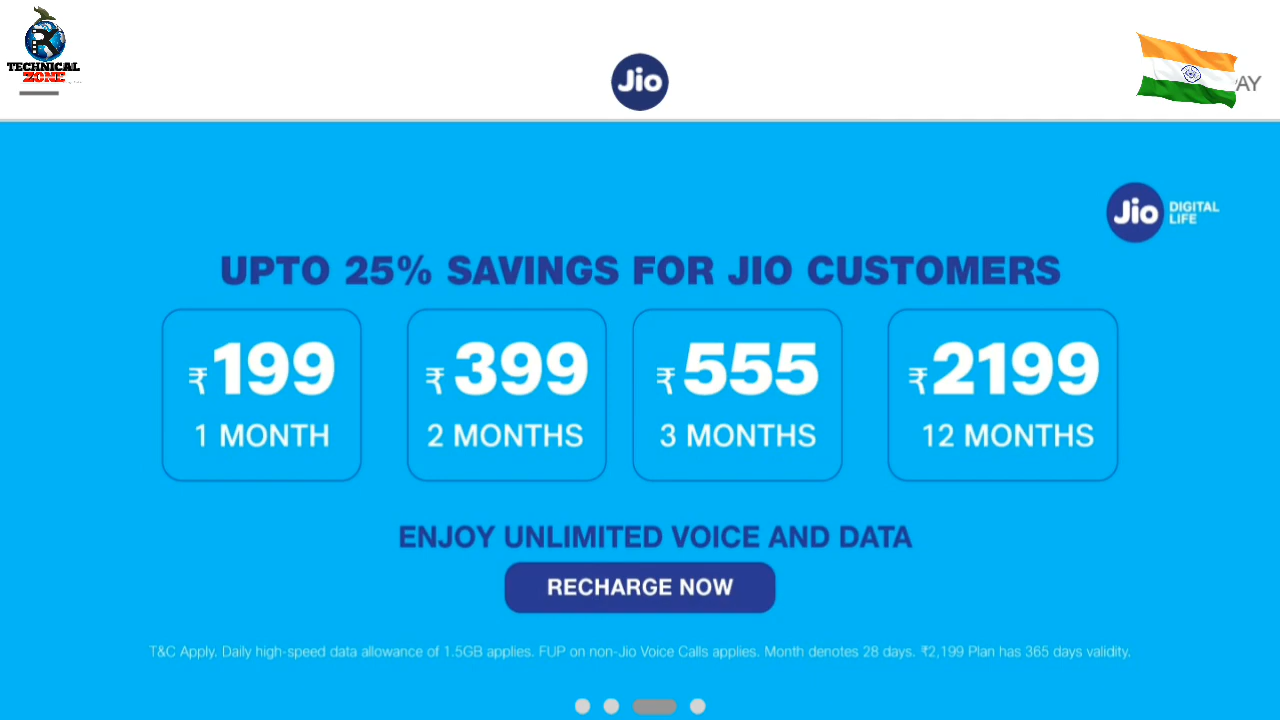 TECHNICAL
ZONE
Jio
AY
Jio DIGITAL
LIFE
UPTO 25% SAVINGS FOR JIO CUSTOMERS
₹199 ₹399 ₹555 ₹2199
1 MONTH 2 MONTHS 3 MONTHS 12 MONTHS
ENJOY UNLIMITED VOICE AND DATA
RECHARGE NOW
T&C Apply. Daily high-speed data allowance of 1.5GB applies. FUP on non-Jio Voice Calls applies. Month denotes 28 days. ₹2,199 Plan has 365 days validity.